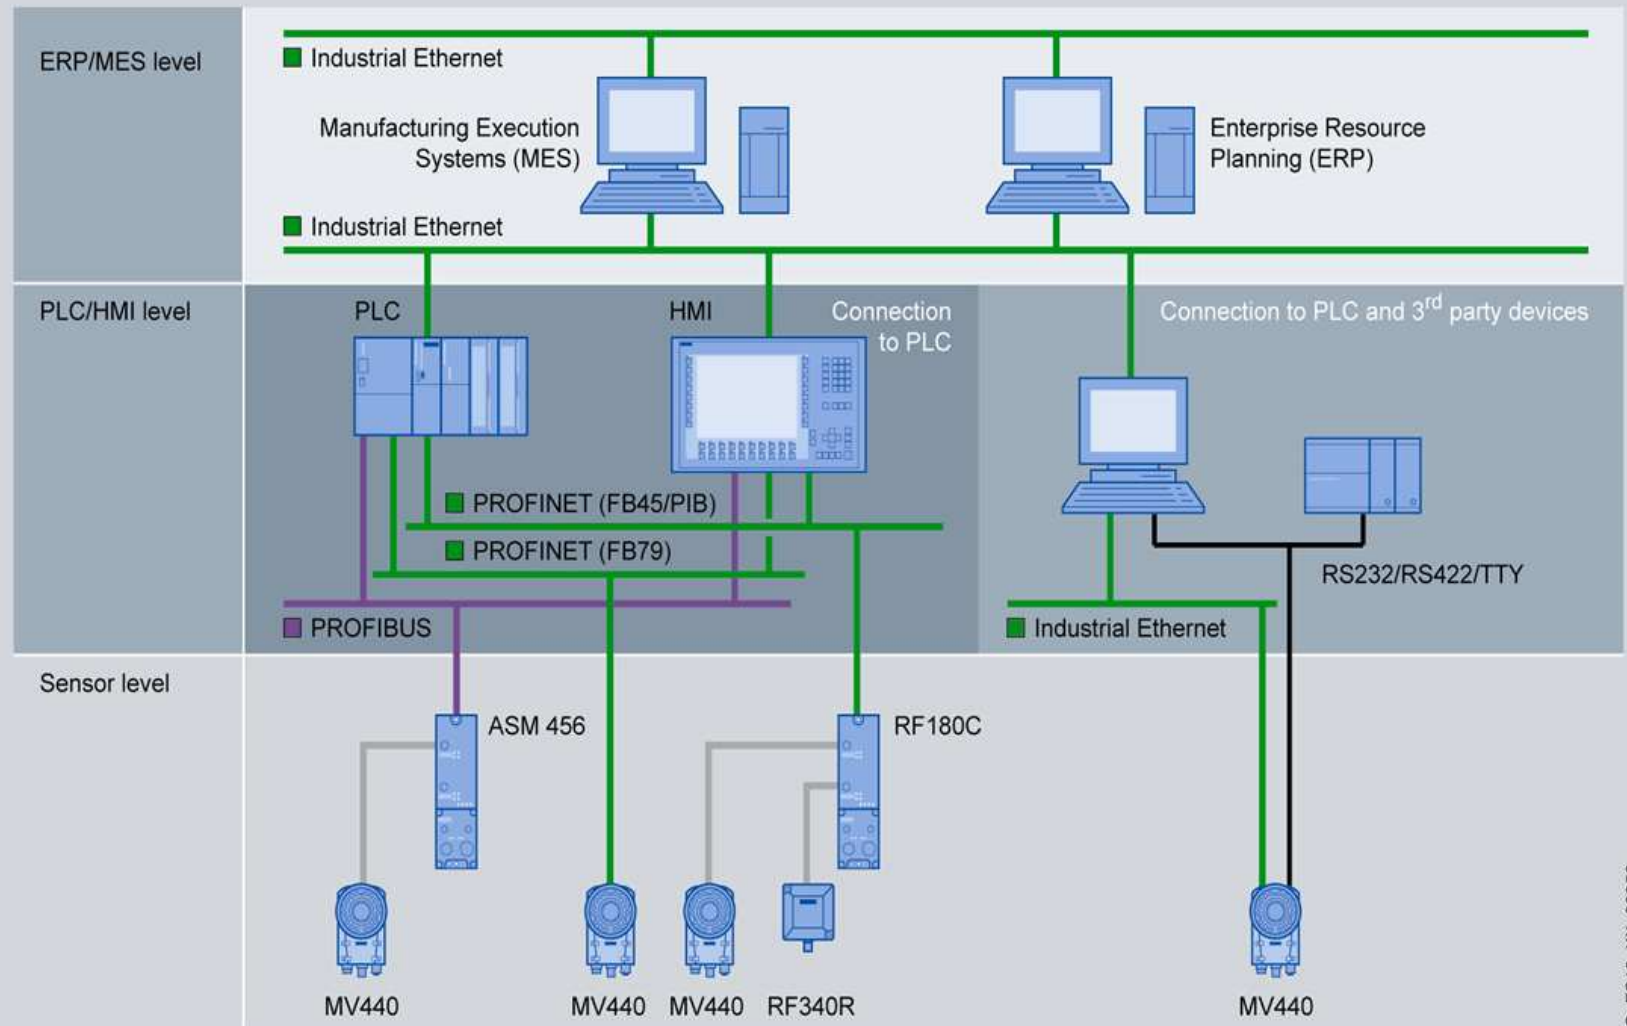 ERP/MES level
Industrial Ethernet
Manufacturing Execution
Systems (MES)
Enterprise Resource
Planning (ERP)
Industrial Ethernet
PLC/HMI level
PLC
HMI
Connection
to PLC
Connection to PLC and 3rd party devices
PROFINET (FB45/PIB)
PROFINET (FB79)
RS232/RS422/TTY
PROFIBUS
Industrial Ethernet
Sensor level
ASM 456
RF180C
MV440
MV440
MV440
RF340R
MV440